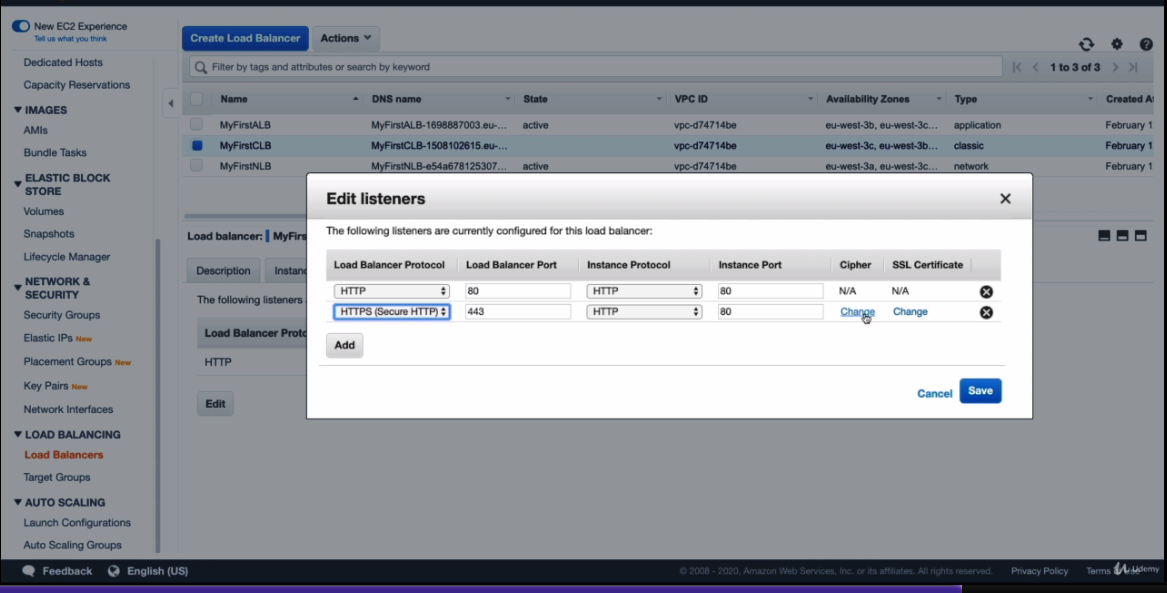 New EC2 Experience
Tell us what you think
Dedicated Hosts
Capacity Reservations
IMAGES
AMIs
Bundle Tasks
ELASTIC BLOCK
STORE
Volumes
Snapshots
Lifecycle Manager
NETWORK &
SECURITY
Security Groups
Elastic IPs New
Placement Groups New
Key Pairs New
Network Interfaces
LOAD BALANCING
Load Balancers
Target Groups
AUTO SCALING
Launch Configurations
Auto Scaling Groups
Create Load Balancer Actions
Filter by tags and attributes or search by keyword
1 to 3 of 3
Name DNS name State VPC ID Availability Zones Type Created At
MyFirstALB MyFirstALB-1698887003.eu-... active vpc-d74714be eu-west-3b, eu-west-3c... application February 1
MyFirstCLB MyFirstCLB-1508102615.eu-... vpc-d74714be eu-west-3c, eu-west-3b... classic February 1
MyFirstNLB MyFirstNLB-e54a678125307... active vpc-d74714be eu-west-3a, eu-west-3c... network February 1
Load balancer: MyFirs
Description Instanc
The following listeners
Load Balancer Proto
HTTP
Edit
Edit listeners
The following listeners are currently configured for this load balancer:
Load Balancer Protocol Load Balancer Port Instance Protocol Instance Port Cipher SSL Certificate
HTTP 80 HTTP 80 N/A N/A
HTTPS (Secure HTTP) 443 HTTP 80 Change Change
Add
Cancel Save
Feedback English (US) © 2008 - 2020, Amazon Web Services, Inc. or its affiliates. All rights reserved. Privacy Policy Terms
Udemy